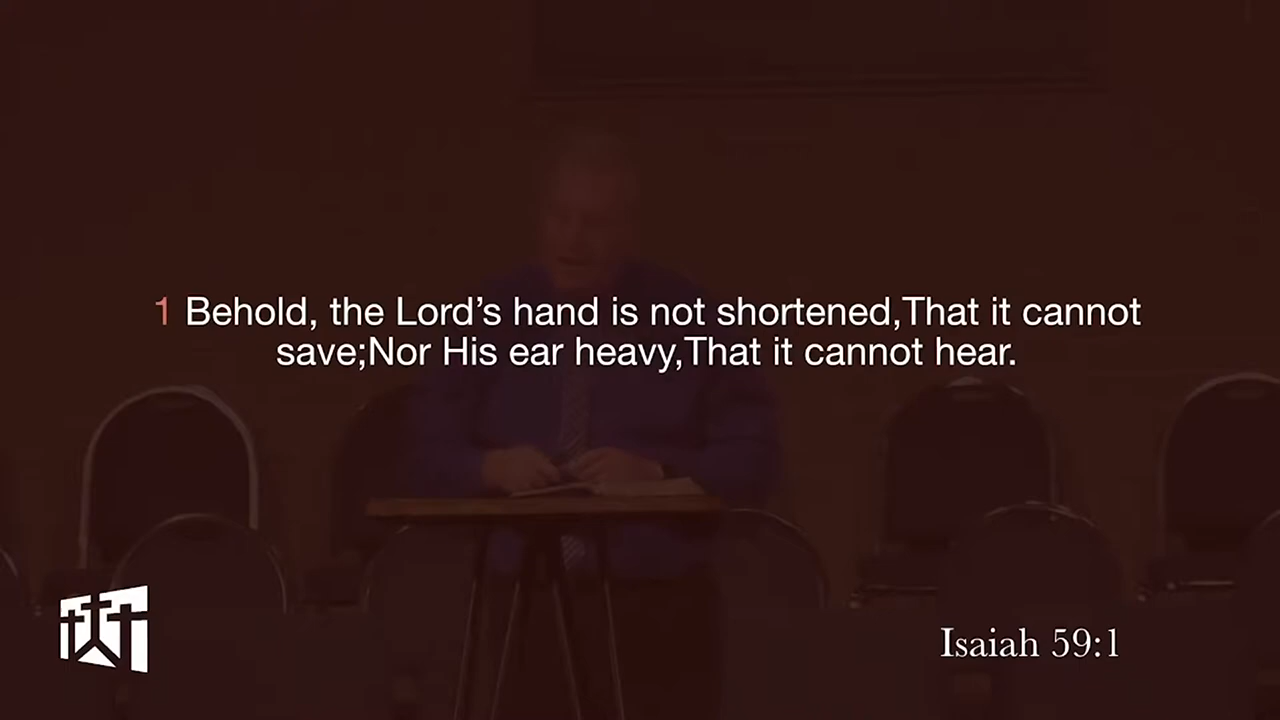 1 Behold, the Lord’s hand is not shortened,That it cannot
save;Nor His ear heavy,That it cannot hear.
Isaiah 59:1